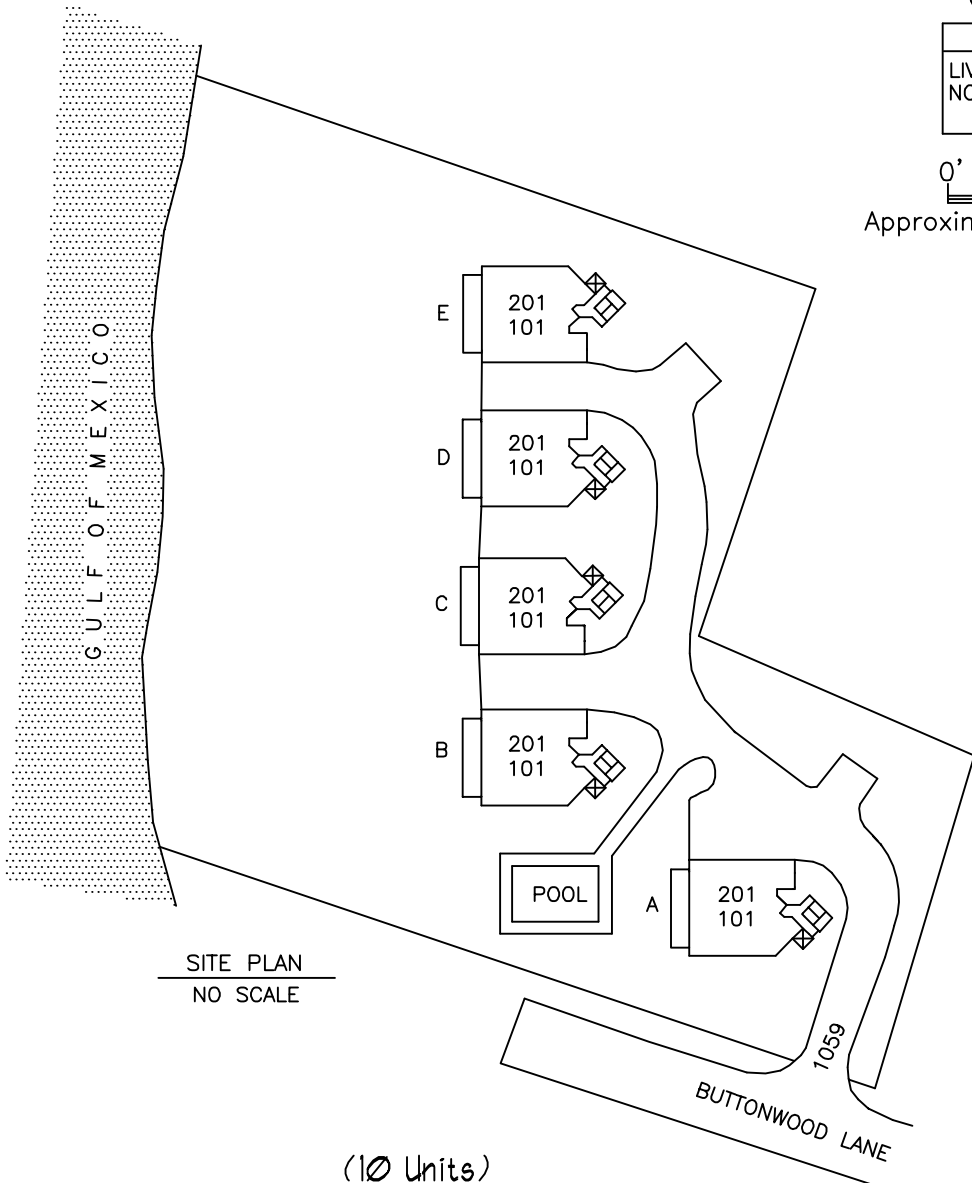 LIV
NO
0'
Approxin
E
201
101
D
201
101
C
201
101
B
201
101
A
201
101
POOL
GULF OF MEXICO
SITE PLAN
NO SCALE
1059
BUTTONWOOD LANE
(10 Units)